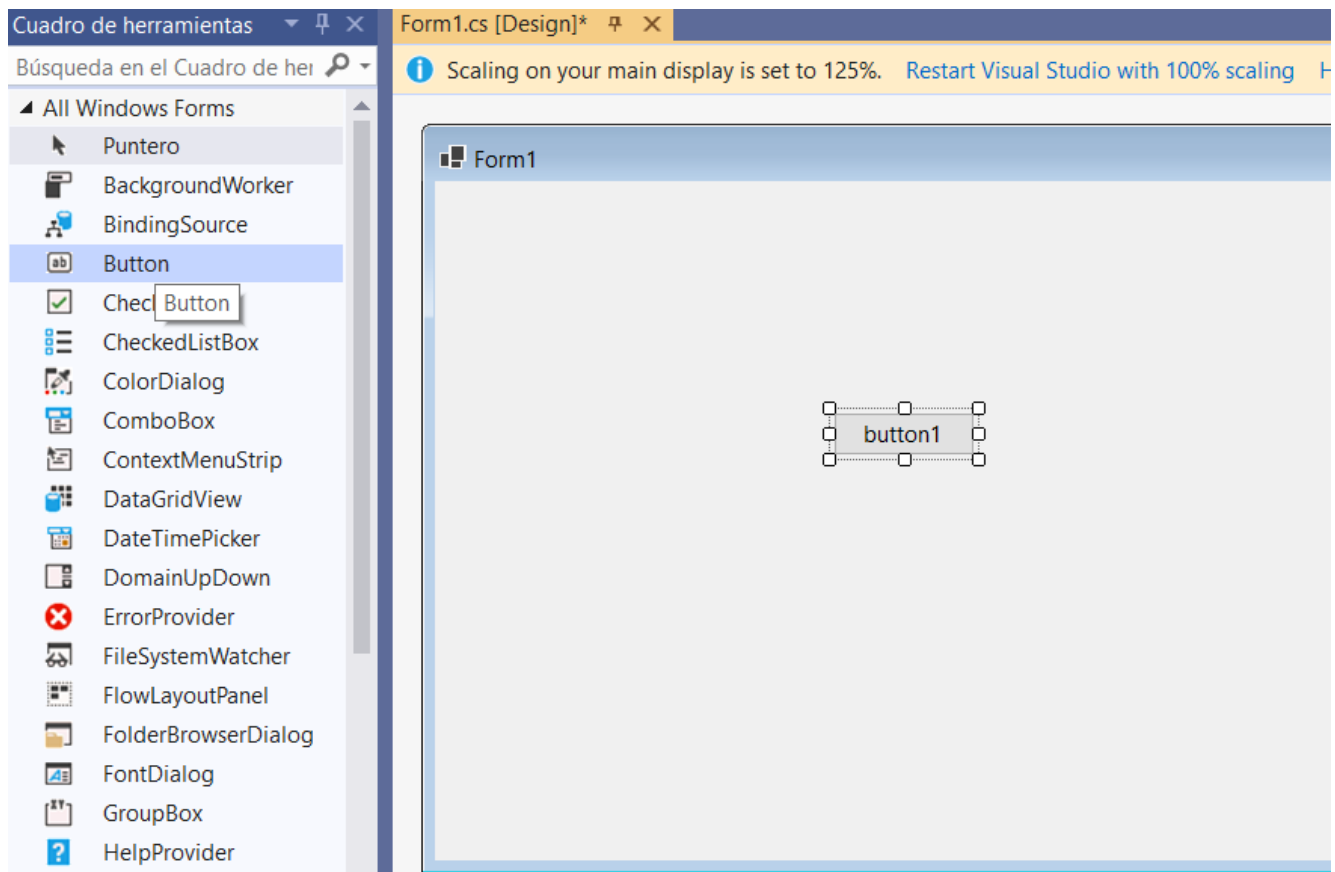 Cuadro de herramientas
Búsqueda en el Cuadro de her
All Windows Forms
Puntero
BackgroundWorker
BindingSource
Button
Chec
Button
CheckedListBox
ColorDialog
ComboBox
ContextMenuStrip
DataGridView
DateTimePicker
DomainUpDown
ErrorProvider
FileSystemWatcher
FlowLayoutPanel
FolderBrowserDialog
FontDialog
GroupBox
HelpProvider
Form1.cs [Design]*
Scaling on your main display is set to 125%. Restart Visual Studio with 100% scaling H
Form1
button1